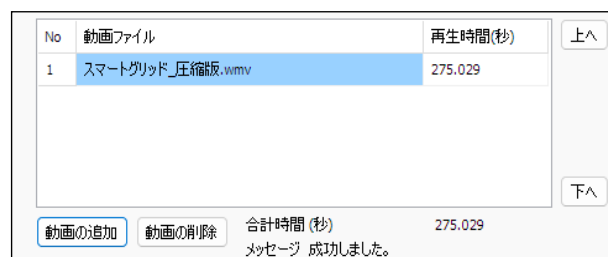 No 動画ファイル 再生時間(秒) 上へ
1 スマートグリッド_圧縮版.wmv 275.029
下へ
動画の追加 動画の削除 合計時間(秒) 275.029
メッセージ 成功しました。